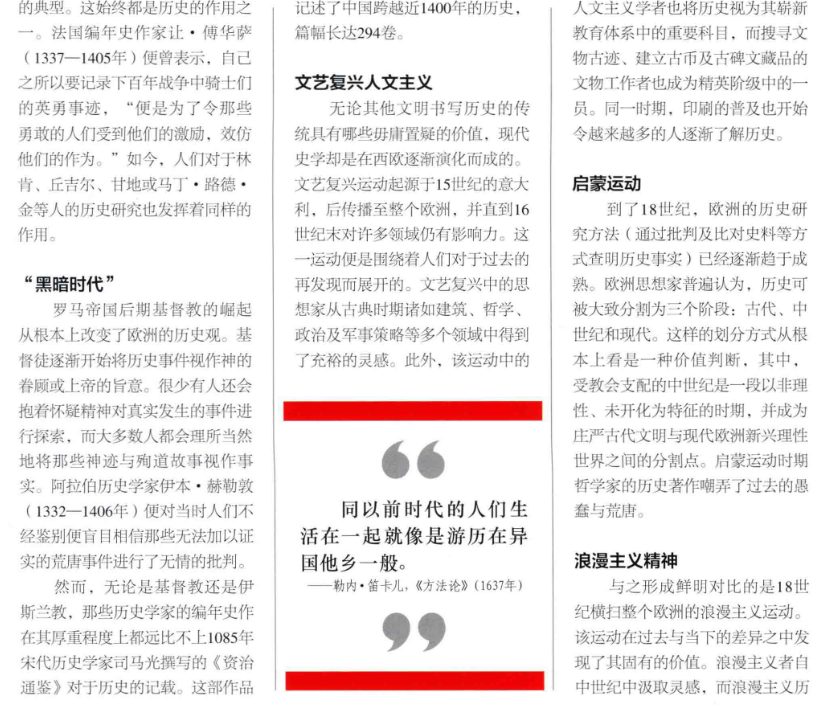 的典型。这始终都是历史的作用之
一。法国编年史作家让·傅华萨
（1337—1405年）便曾表示，自己
之所以要记录下百年战争中骑士们
的英勇事迹，“便是为了令那些
勇敢的人们受到他们的激励，效仿
他们的作为。”如今，人们对于林
肯、丘吉尔、甘地或马丁·路德·
金等人的历史研究也发挥着同样的
作用。
“黑暗时代”
罗马帝国后期基督教的崛起
从根本上改变了欧洲的历史观。基
督徒逐渐开始将历史事件视作神的
眷顾或上帝的旨意。很少有人还会
抱着怀疑精神对真实发生的事件进
行探索，而大多数人都会理所当然
地将那些神迹与殉道故事视作事
实。阿拉伯历史学家伊本·赫勒敦
（1332—1406年）便对当时人们不
经鉴别便盲目相信那些无法加以证
实的荒唐事件进行了无情的批判。
然而，无论是基督教还是伊
斯兰教，那些历史学家的编年史作
在其厚重程度上都远比不上1085年
宋代历史学家司马光撰写的《资治
通鉴》对于历史的记载。这部作品
记述了中国跨越近1400年的历史，
篇幅长达294卷。
文艺复兴人文主义
无论其他文明书写历史的传
统具有哪些毋庸置疑的价值，现代
史学却是在西欧逐渐演化而成的。
文艺复兴运动起源于15世纪的意大
利，后传播至整个欧洲，并直到16
世纪末对许多领域仍有影响力。这
一运动便是围绕着人们对于过去的
再发现而展开的。文艺复兴中的思
想家从古典时期诸如建筑、哲学、
政治及军事策略等多个领域中得到
了充裕的灵感。此外，该运动中的
同以前时代的人们生
活在一起就像是游历在异
国他乡一般。
——勒内·笛卡儿，《方法论》（1637年）
人文主义学者也将历史视为其崭新
教育体系中的重要科目，而搜寻文
物古迹、建立古币及古碑文藏品的
文物工作者也成为精英阶级中的一
员。同一时期，印刷的普及也开始
令越来越多的人逐渐了解历史。
启蒙运动
到了18世纪，欧洲的历史研
究方法（通过批判及比对史料等方
式查明历史事实）已经逐渐趋于成
熟。欧洲思想家普遍认为，历史可
被大致分割为三个阶段：古代、中
世纪和现代。这样的划分方式从根
本上看是一种价值判断，其中，
受教会支配的中世纪是一段以非理
性、未开化为特征的时期，并成为
庄严古代文明与现代欧洲新兴理性
世界之间的分割点。启蒙运动时期
哲学家的历史著作嘲弄了过去的愚
蠢与荒唐。
浪漫主义精神
与之形成鲜明对比的是18世
纪横扫整个欧洲的浪漫主义运动。
该运动在过去与当下的差异之中发
现了其固有的价值。浪漫主义者自
中世纪中汲取灵感，而浪漫主义历